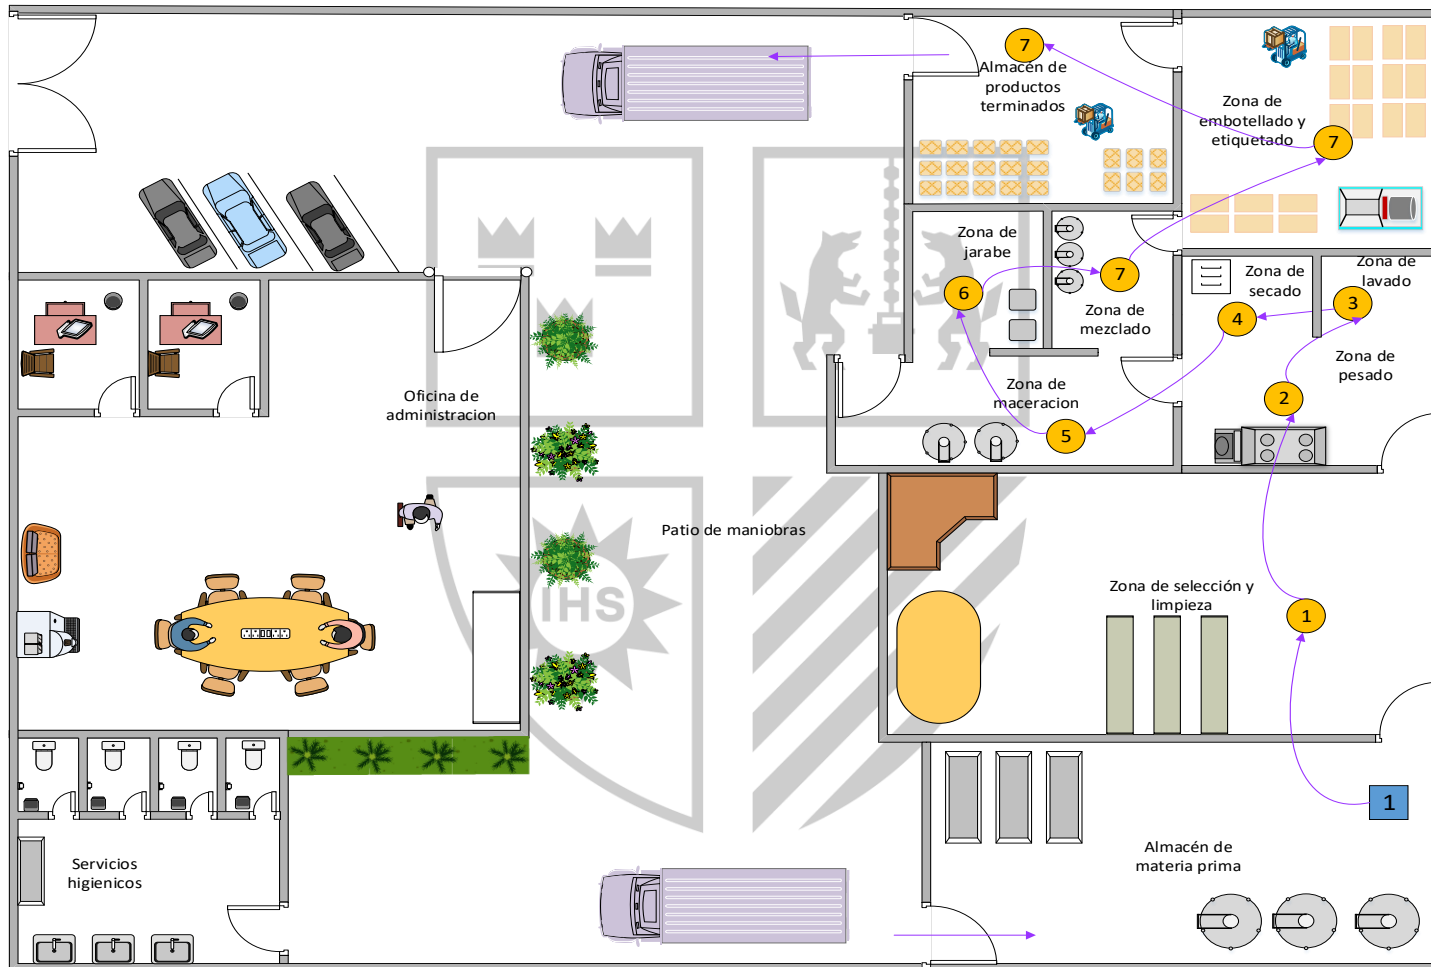 7
Almacén de
productos
terminados
Zona de
embotellado y
etiquetado
7
Zona de
jarabe
6
7
Zona de
mezclado
Zona de
secado
4
Zona de
lavado
3
Zona de
pesado
2
Zona de
maceracion
5
Oficina de
administracion
Patio de maniobras
IHS
Zona de selección y
limpieza
1
1
Almacén de
materia prima
Servicios
higienicos